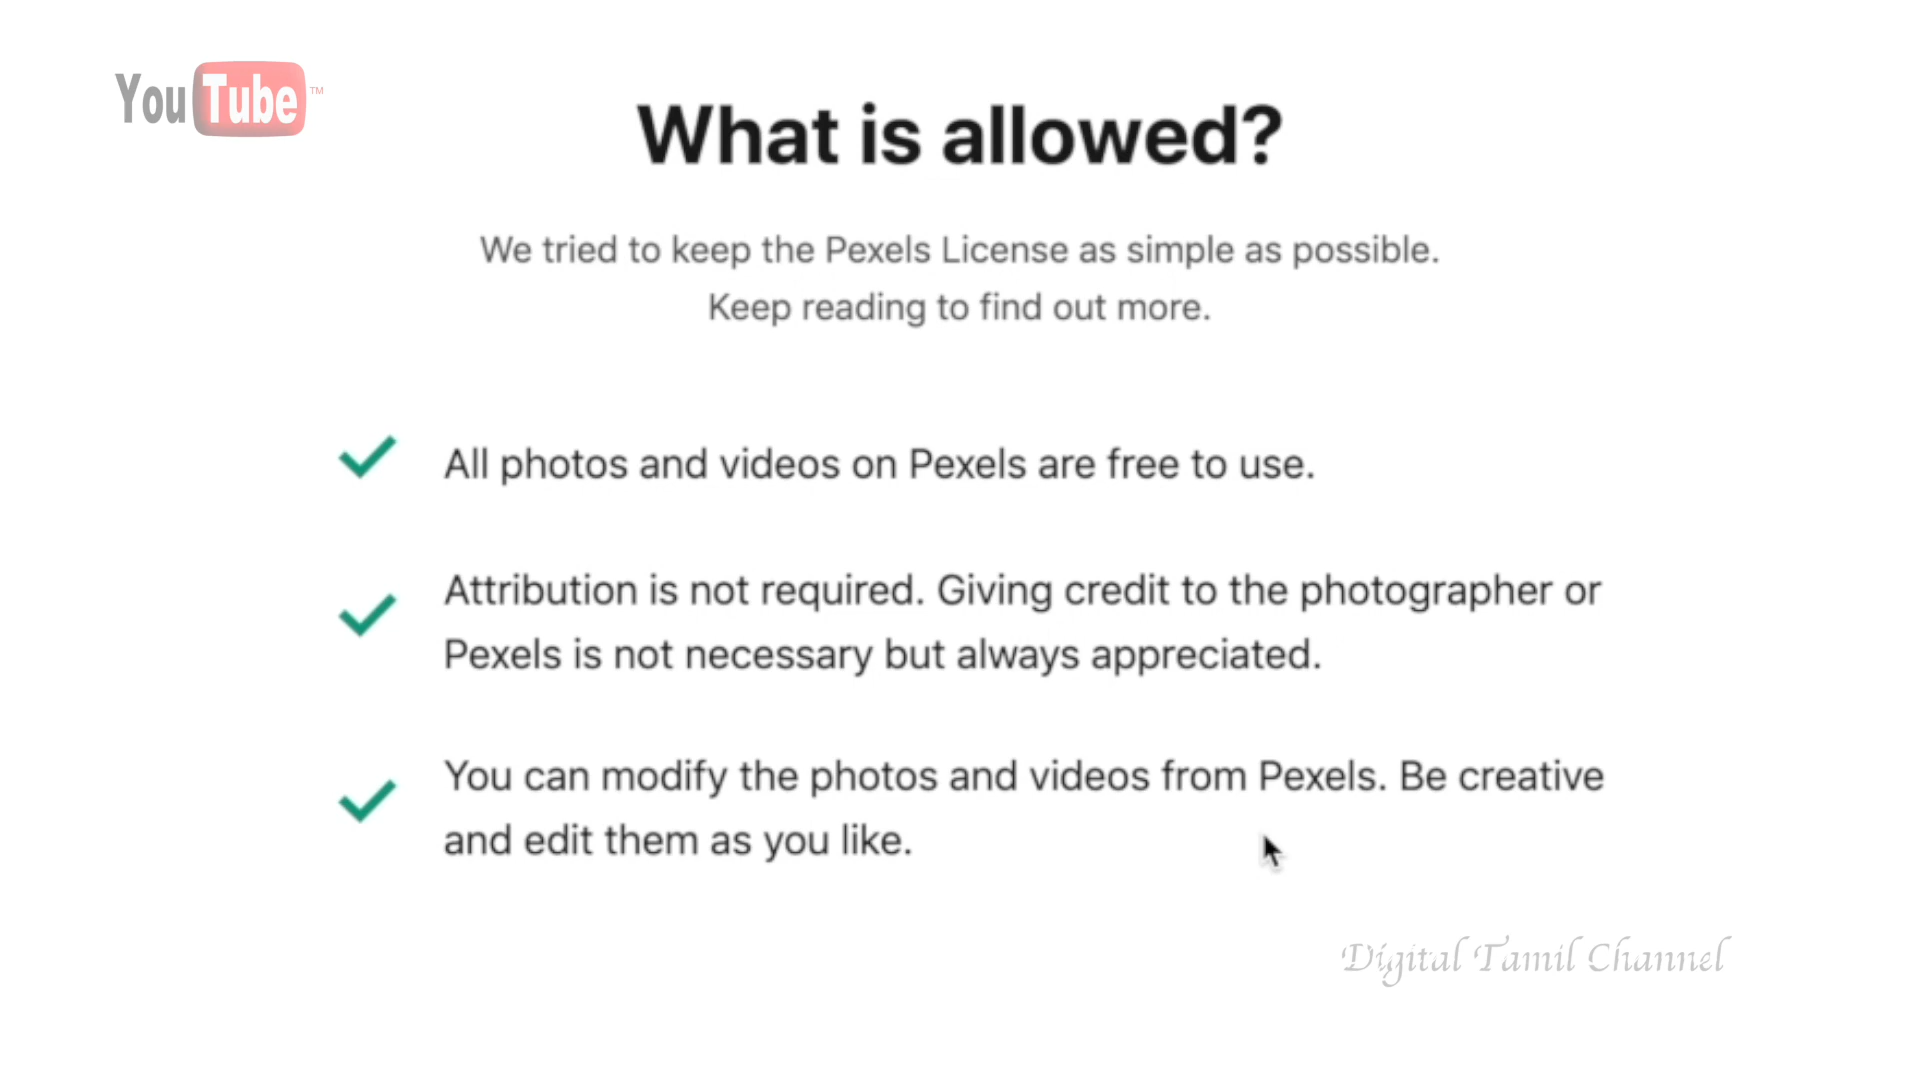 YouTube™
What is allowed?
We tried to keep the Pexels License as simple as possible.
Keep reading to find out more.
All photos and videos on Pexels are free to use.
Attribution is not required. Giving credit to the photographer or
Pexels is not necessary but always appreciated.
You can modify the photos and videos from Pexels. Be creative
and edit them as you like.
Digital Tamil Channel